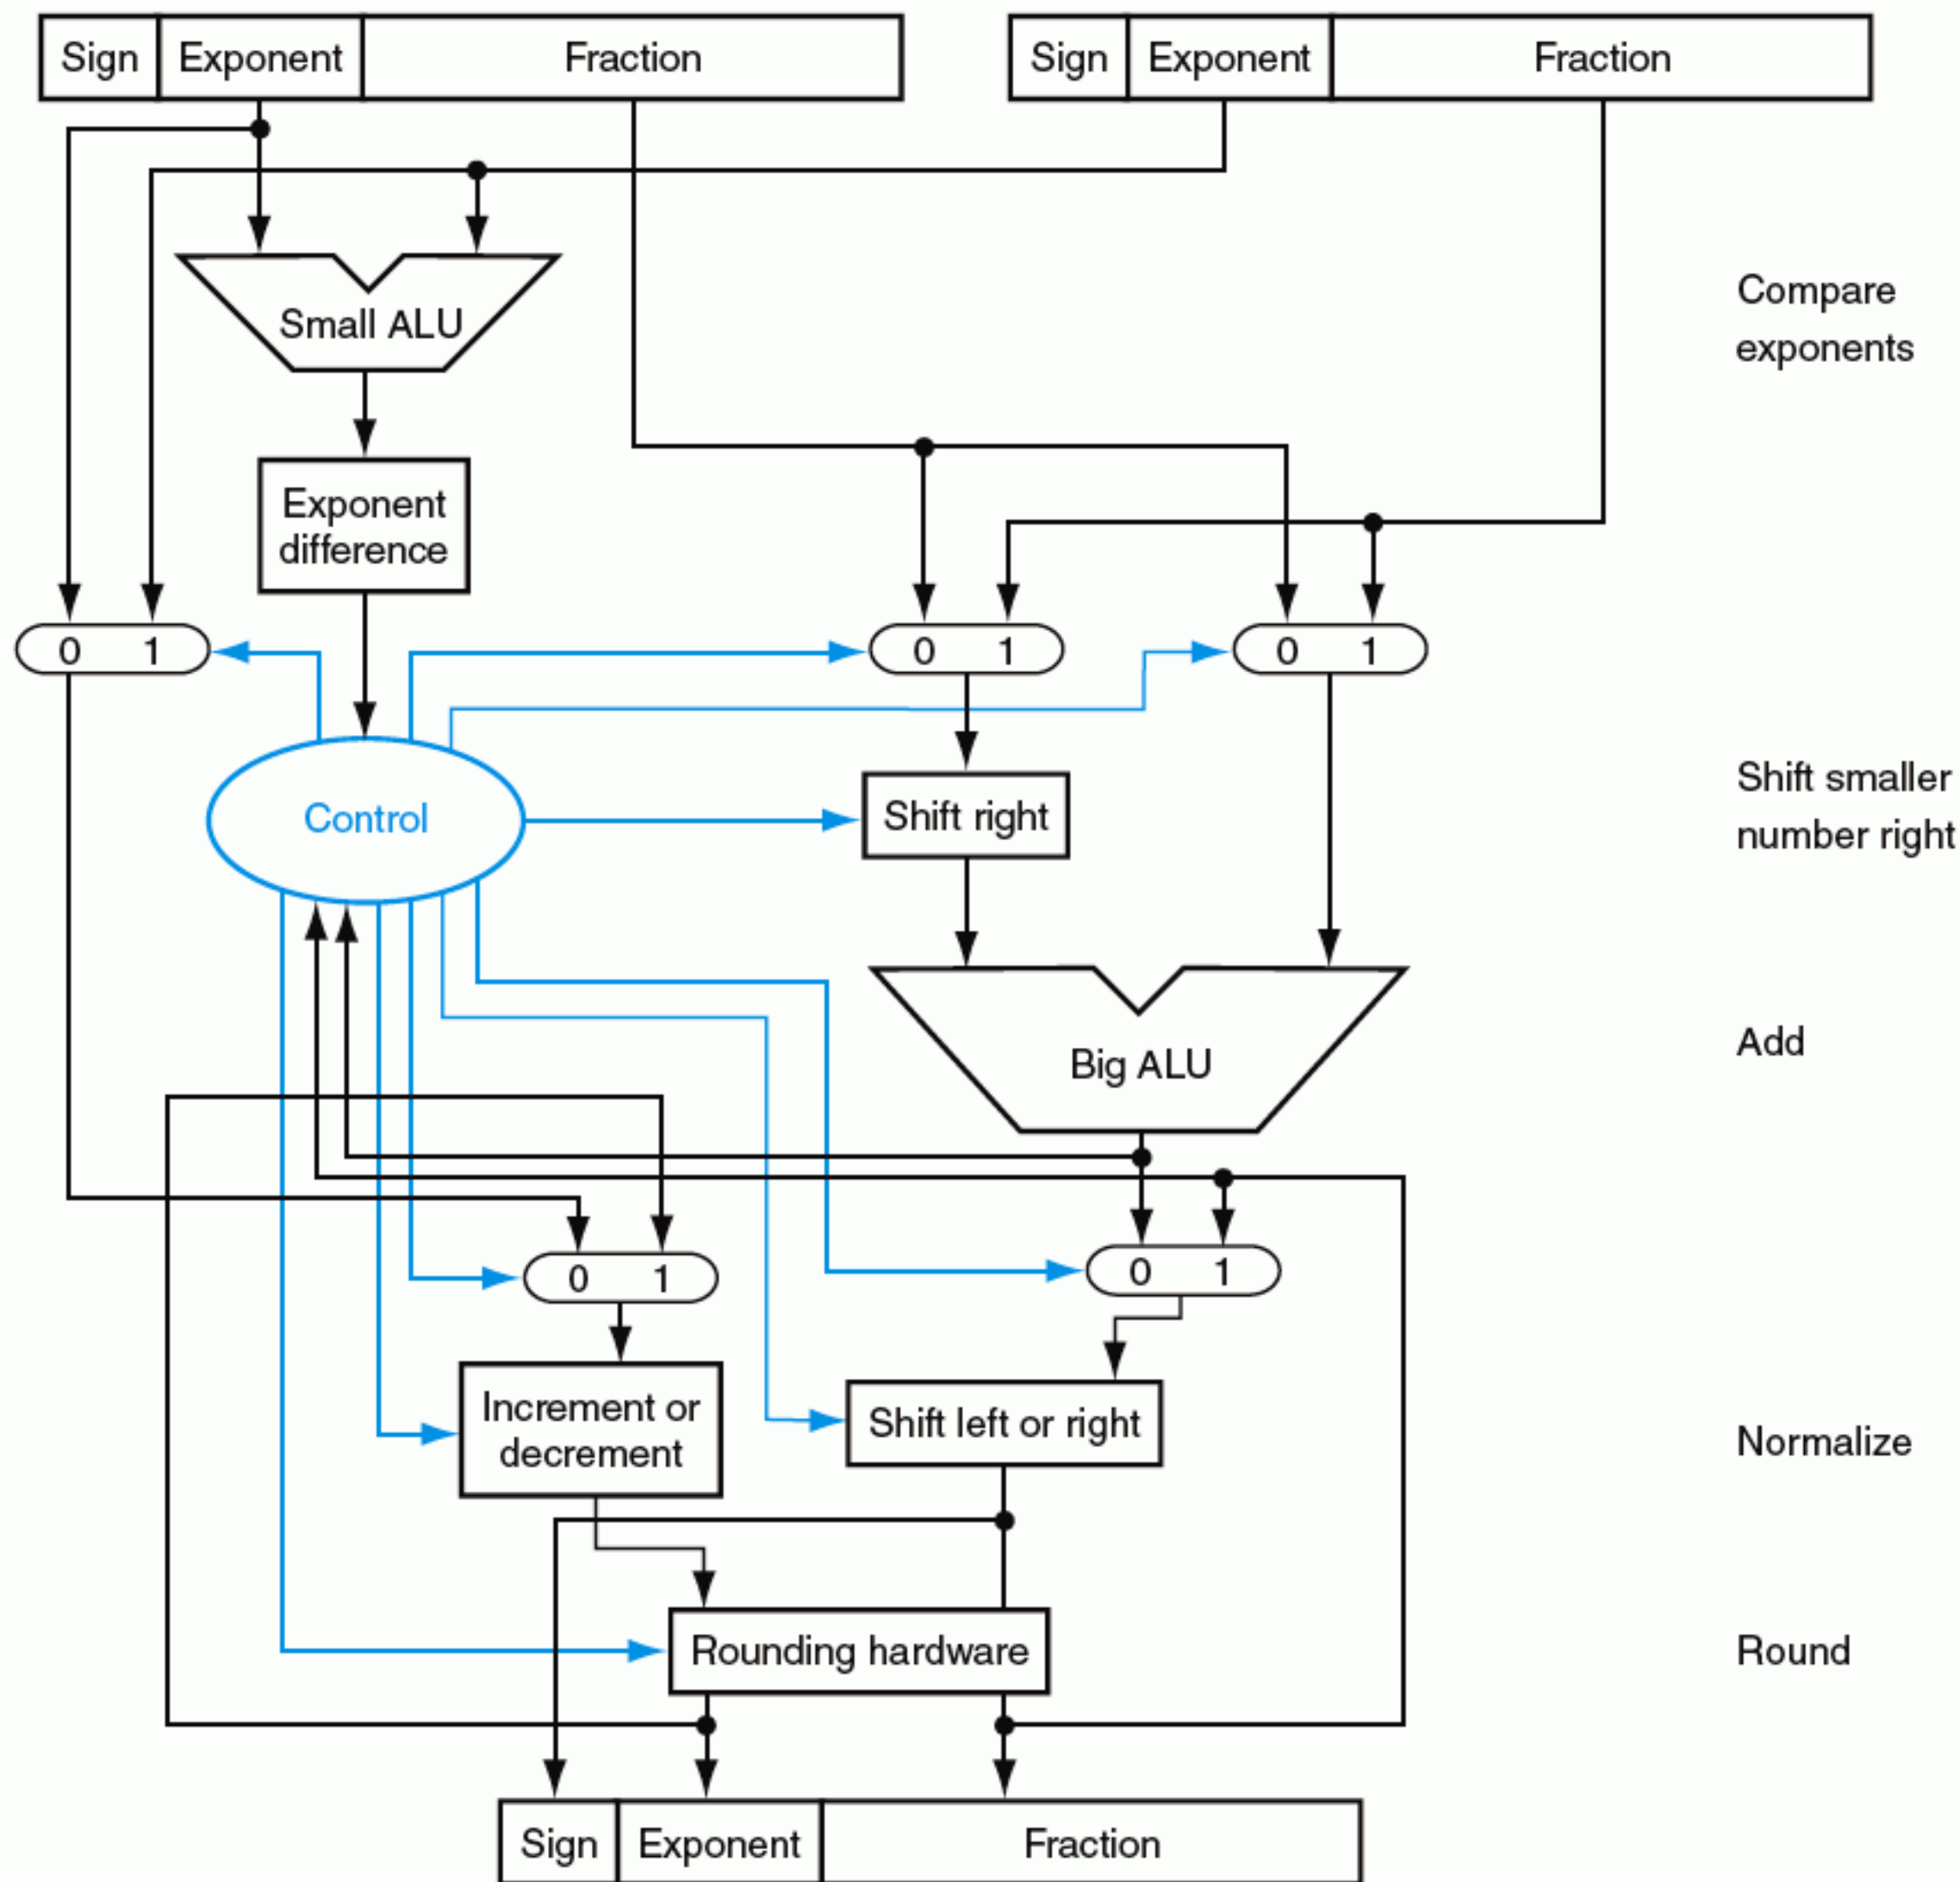 Sign Exponent Fraction
Sign Exponent Fraction
Small ALU
Compare
exponents
Exponent
difference
0 1
0 1
0 1
Control
Shift right
Shift smaller
number right
Big ALU
Add
0 1
0 1
Increment or
decrement
Shift left or right
Normalize
Rounding hardware
Round
Sign Exponent Fraction